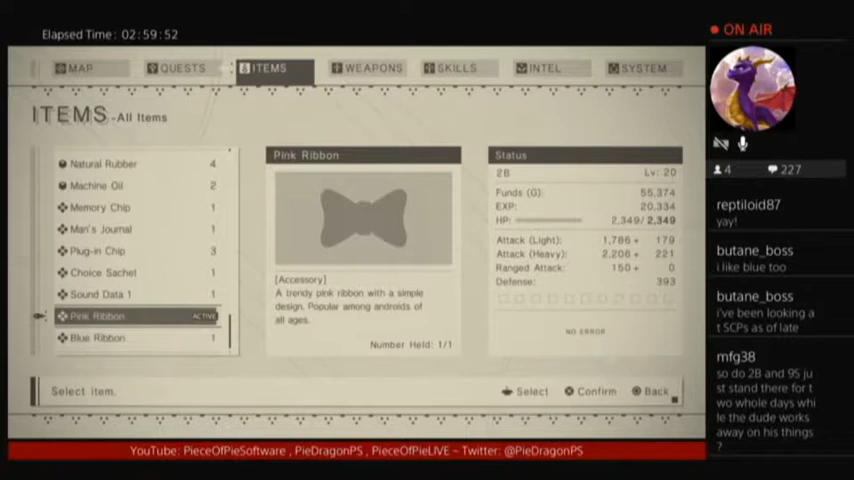 Elapsed Time: 02:59:52
ON AIR
MAP
QUESTS
ITEMS
WEAPONS
SKILLS
INTEL
SYSTEM
ITEMS -All Items
Natural Rubber 4
Machine Oil 2
Memory Chip 1
Man's Journal 1
Plug-in Chip 3
Choice Sachet 1
Sound Data 1 1
Pink Ribbon ACTIVE
Blue Ribbon 1
Pink Ribbon
[Accessory]
A trendy pink ribbon with a simple
design. Popular among androids of
all ages.
Number Held: 1/1
Status
2B Lv: 20
Funds (G): 55,374
EXP: 20,334
HP: 2,349/ 2,349
Attack (Light): 1,786 + 179
Attack (Heavy): 2,206 + 221
Ranged Attack: 150 + 0
Defense: 393
NO ERROR
Select item.
Select
Confirm
Back
YouTube: PieceOfPieSoftware , PieDragonPS , PieceOfPieLIVE ~ Twitter: @PieDragonPS
4 227
reptiloid87
yay!
butane_boss
i like blue too
butane_boss
i've been looking a
t SCPs as of late
mfg38
so do 2B and 9S ju
st stand there for t
wo whole days whi
le the dude works
away on his things
?